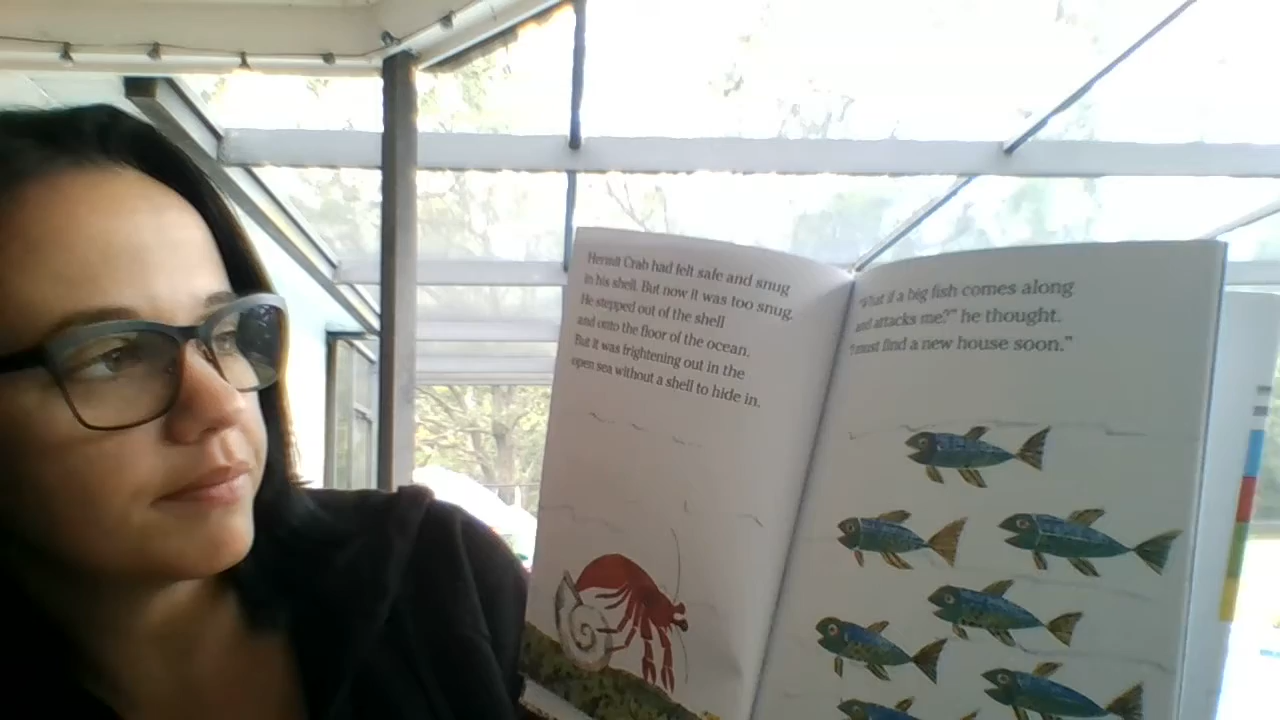 Hermit Crab had felt safe and snug
in his shell. But now it was too snug.
He stepped out of the shell
and onto the floor of the ocean.
But it was frightening out in the
open sea without a shell to hide in.
"What if a big fish comes along
and attacks me?" he thought.
"I must find a new house soon."